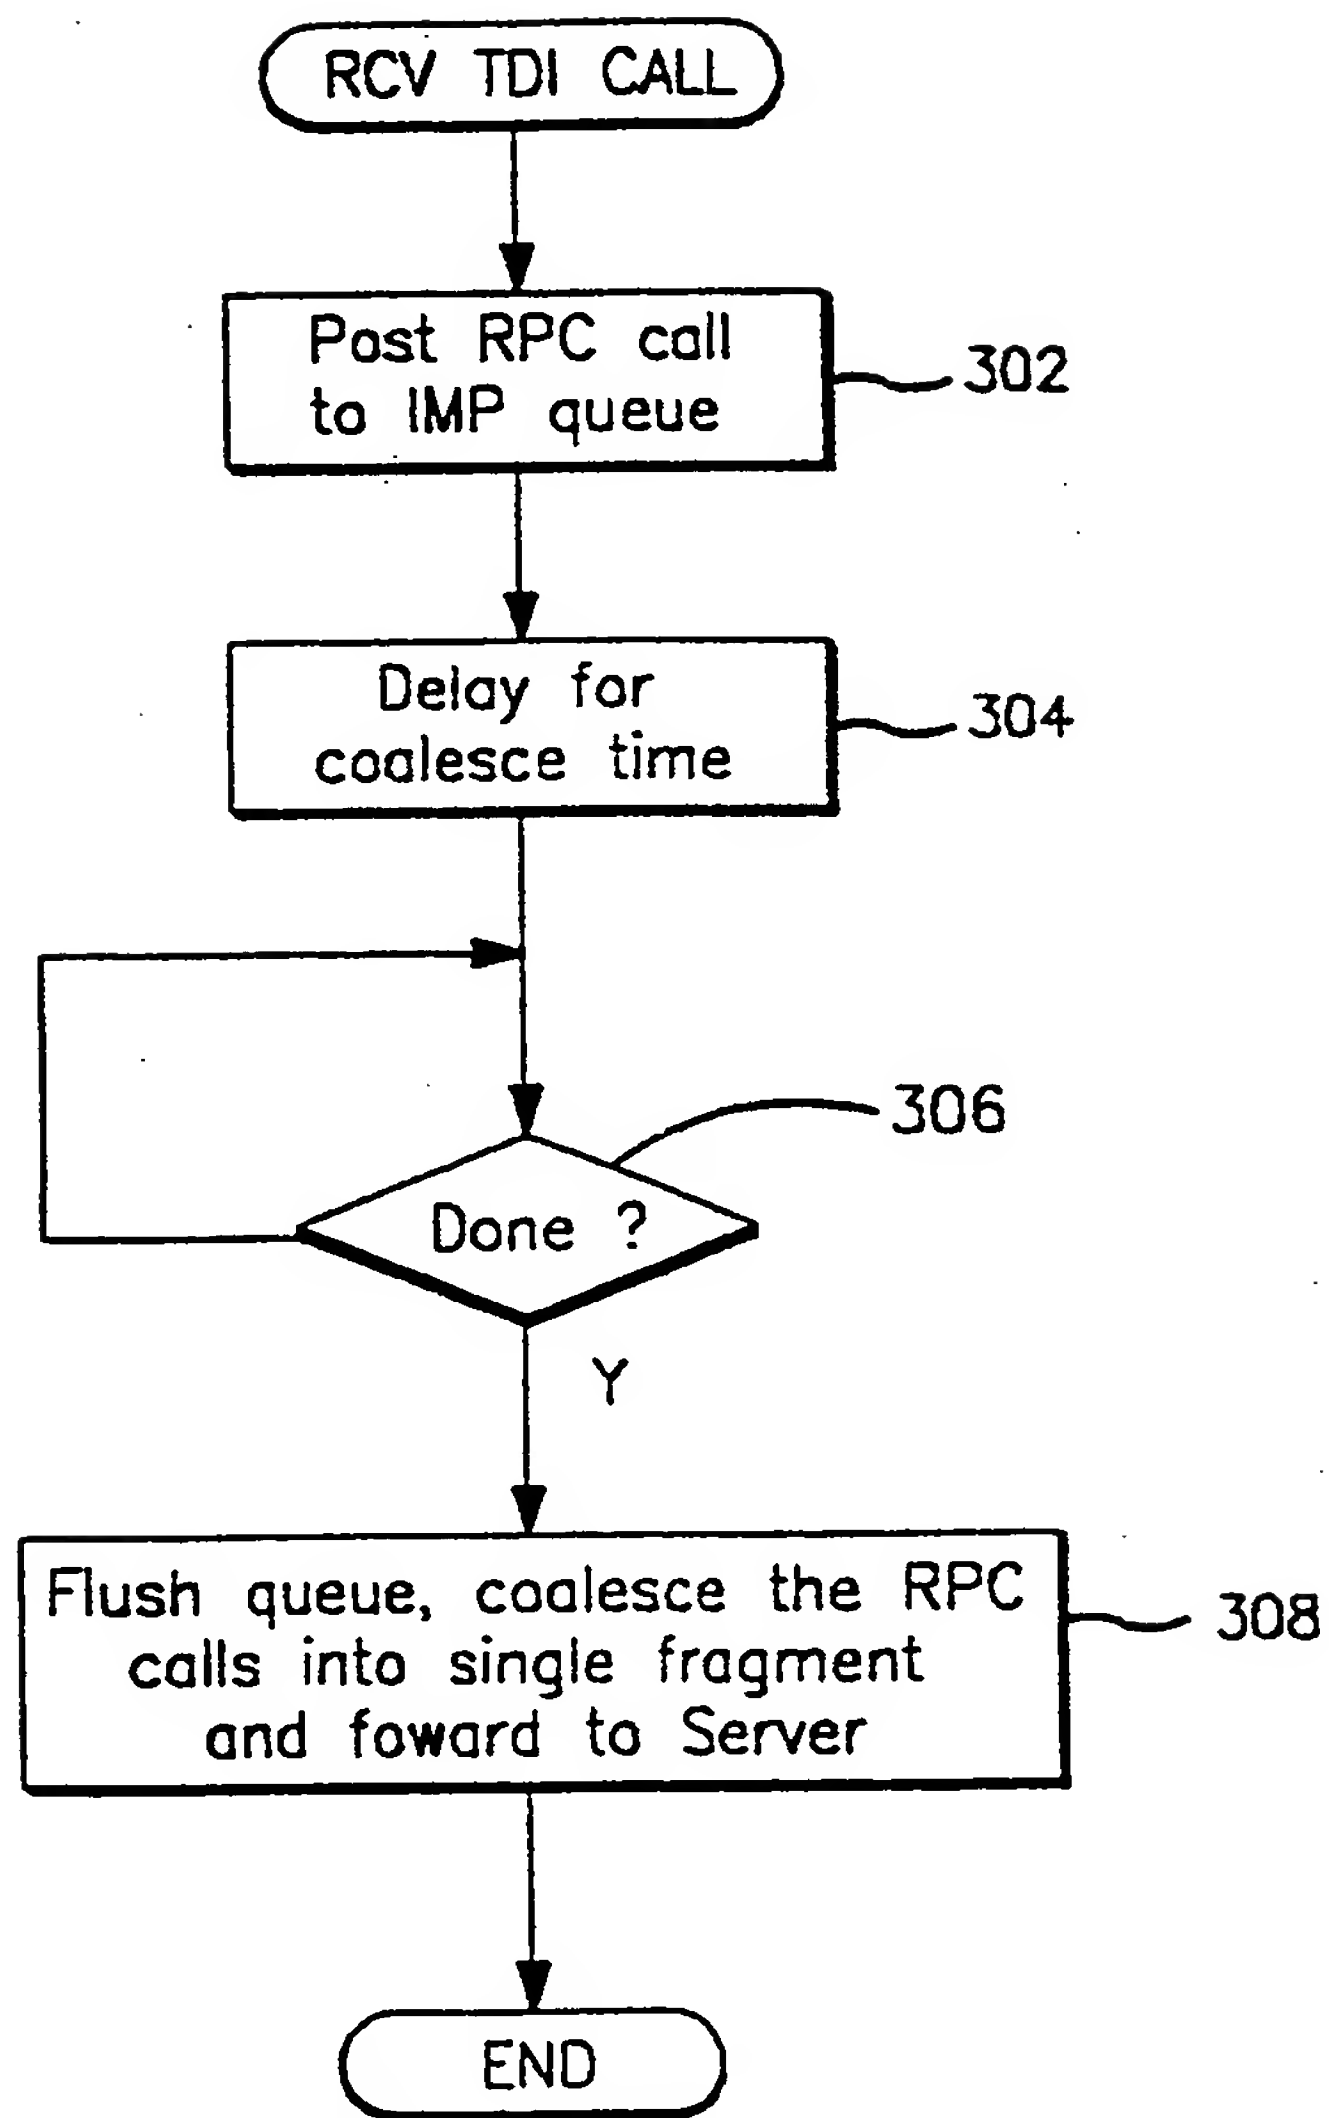 RCV TDI CALL
Post RPC call
to IMP queue
302
Delay for
coalesce time
304
306
Done ?
Y
Flush queue, coalesce the RPC
calls into single fragment
and foward to Server
308
END